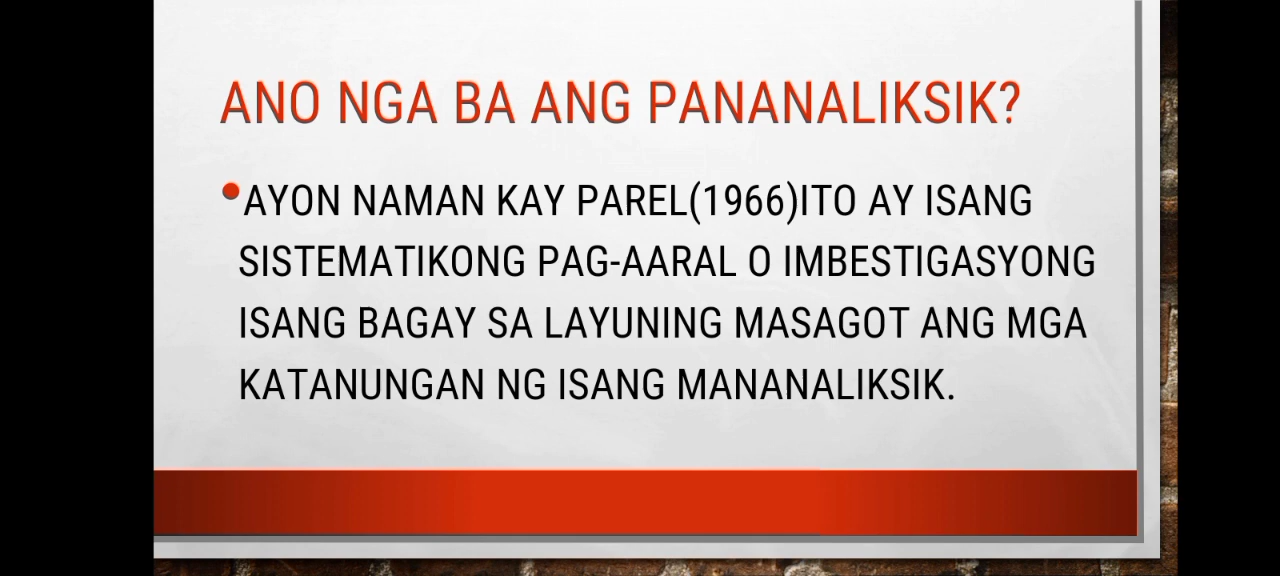 ANO NGA BA ANG PANANALIKSIK?
•AYON NAMAN KAY PAREL(1966)ITO AY ISANG
SISTEMATIKONG PAG-AARAL O IMBESTIGASYONG
ISANG BAGAY SA LAYUNING MASAGOT ANG MGA
KATANUNGAN NG ISANG MANANALIKSIK.